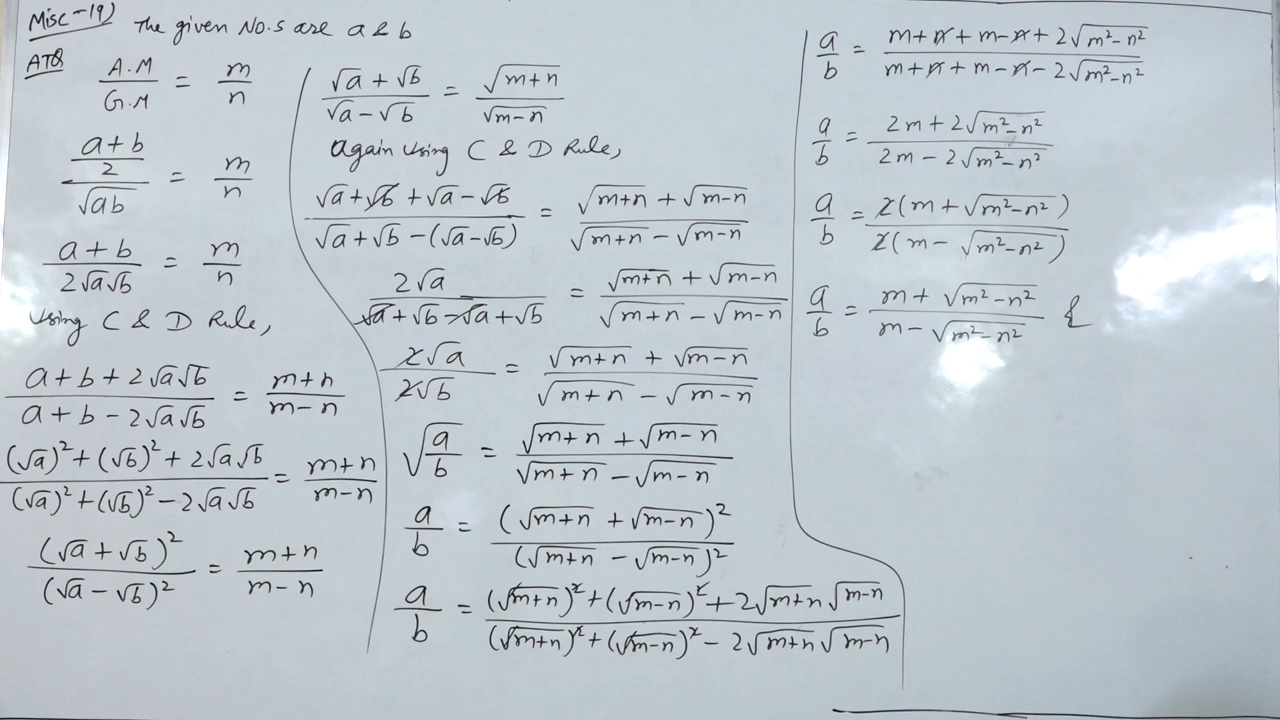 Misc-19) The given No.s are a & b
ATQ A.M/G.M = m/n
((a+b)/2)/√ab = m/n
(a+b)/(2√a√b) = m/n
Using C & D Rule,
(a+b+2√a√b)/(a+b-2√a√b) = (m+n)/(m-n)
((√a)²+(√b)²+2√a√b)/((√a)²+(√b)²-2√a√b) = (m+n)/(m-n)
(√a+√b)²/(√a-√b)² = (m+n)/(m-n)
(√a+√b)/(√a-√b) = √(m+n)/√(m-n)
Again Using C & D Rule,
(√a+√b+√a-√b)/(√a+√b-(√a-√b)) = (√(m+n)+√(m-n))/(√(m+n)-√(m-n))
2√a/(√a+√b-√a+√b) = (√(m+n)+√(m-n))/(√(m+n)-√(m-n))
2√a/2√b = (√(m+n)+√(m-n))/(√(m+n)-√(m-n))
√(a/b) = (√(m+n)+√(m-n))/(√(m+n)-√(m-n))
a/b = (√(m+n)+√(m-n))²/(√(m+n)-√(m-n))²
a/b = ((√(m+n))²+(√(m-n))²+2√(m+n)√(m-n))/((√(m+n))²+(√(m-n))²-2√(m+n)√(m-n))
a/b = (m+n+m-n+2√(m²-n²))/(m+n+m-n-2√(m²-n²))
a/b = (2m+2√(m²-n²))/(2m-2√(m²-n²))
a/b = 2(m+√(m²-n²))/2(m-√(m²-n²))
a/b = (m+√(m²-n²))/(m-√(m²-n²)) {